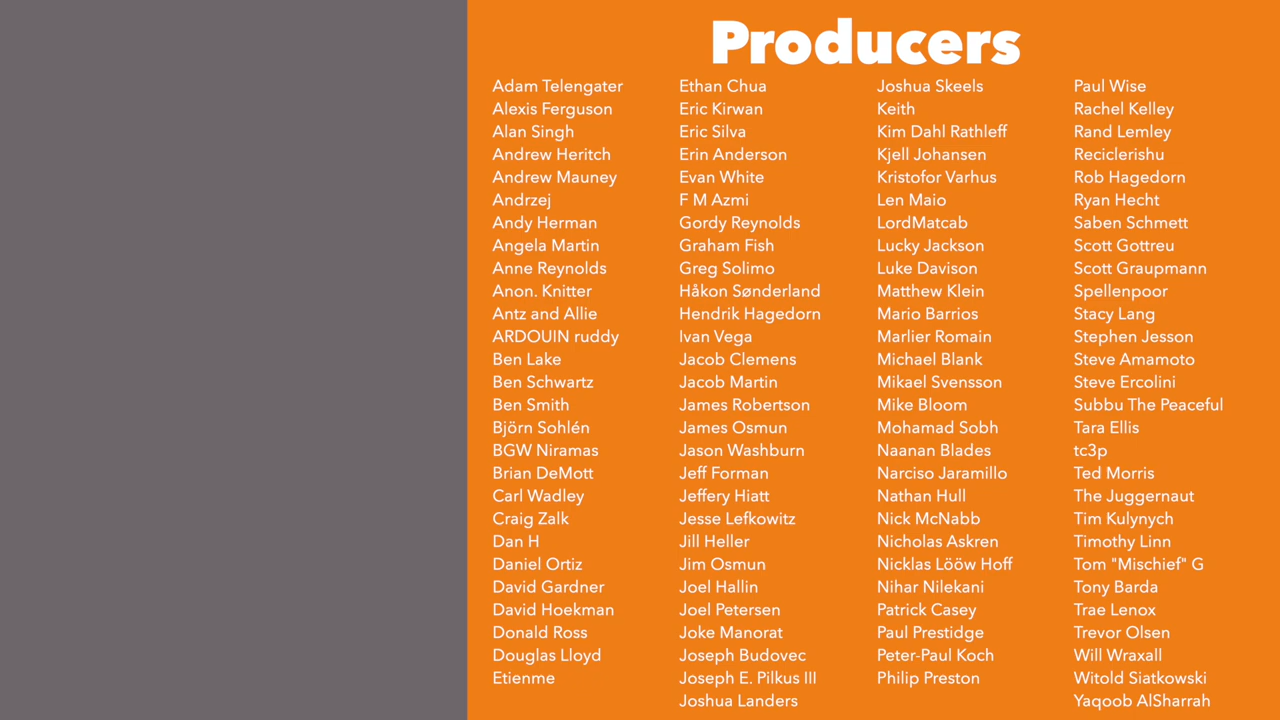 Producers
Adam Telengater
Alexis Ferguson
Alan Singh
Andrew Heritch
Andrew Mauney
Andrzej
Andy Herman
Angela Martin
Anne Reynolds
Anon. Knitter
Antz and Allie
ARDOUIN ruddy
Ben Lake
Ben Schwartz
Ben Smith
Björn Sohlén
BGW Niramas
Brian DeMott
Carl Wadley
Craig Zalk
Dan H
Daniel Ortiz
David Gardner
David Hoekman
Donald Ross
Douglas Lloyd
Etienme
Ethan Chua
Eric Kirwan
Eric Silva
Erin Anderson
Evan White
F M Azmi
Gordy Reynolds
Graham Fish
Greg Solimo
Håkon Sønderland
Hendrik Hagedorn
Ivan Vega
Jacob Clemens
Jacob Martin
James Robertson
James Osmun
Jason Washburn
Jeff Forman
Jeffery Hiatt
Jesse Lefkowitz
Jill Heller
Jim Osmun
Joel Hallin
Joel Petersen
Joke Manorat
Joseph Budovec
Joseph E. Pilkus III
Joshua Landers
Joshua Skeels
Keith
Kim Dahl Rathleff
Kjell Johansen
Kristofor Varhus
Len Maio
LordMatcab
Lucky Jackson
Luke Davison
Matthew Klein
Mario Barrios
Marlier Romain
Michael Blank
Mikael Svensson
Mike Bloom
Mohamad Sobh
Naanan Blades
Narciso Jaramillo
Nathan Hull
Nick McNabb
Nicholas Askren
Nicklas Lööw Hoff
Nihar Nilekani
Patrick Casey
Paul Prestidge
Peter-Paul Koch
Philip Preston
Paul Wise
Rachel Kelley
Rand Lemley
Reciclerishu
Rob Hagedorn
Ryan Hecht
Saben Schmett
Scott Gottreu
Scott Graupmann
Spellenpoor
Stacy Lang
Stephen Jesson
Steve Amamoto
Steve Ercolini
Subbu The Peaceful
Tara Ellis
tc3p
Ted Morris
The Juggernaut
Tim Kulynych
Timothy Linn
Tom "Mischief" G
Tony Barda
Trae Lenox
Trevor Olsen
Will Wraxall
Witold Siatkowski
Yaqoob AlSharrah